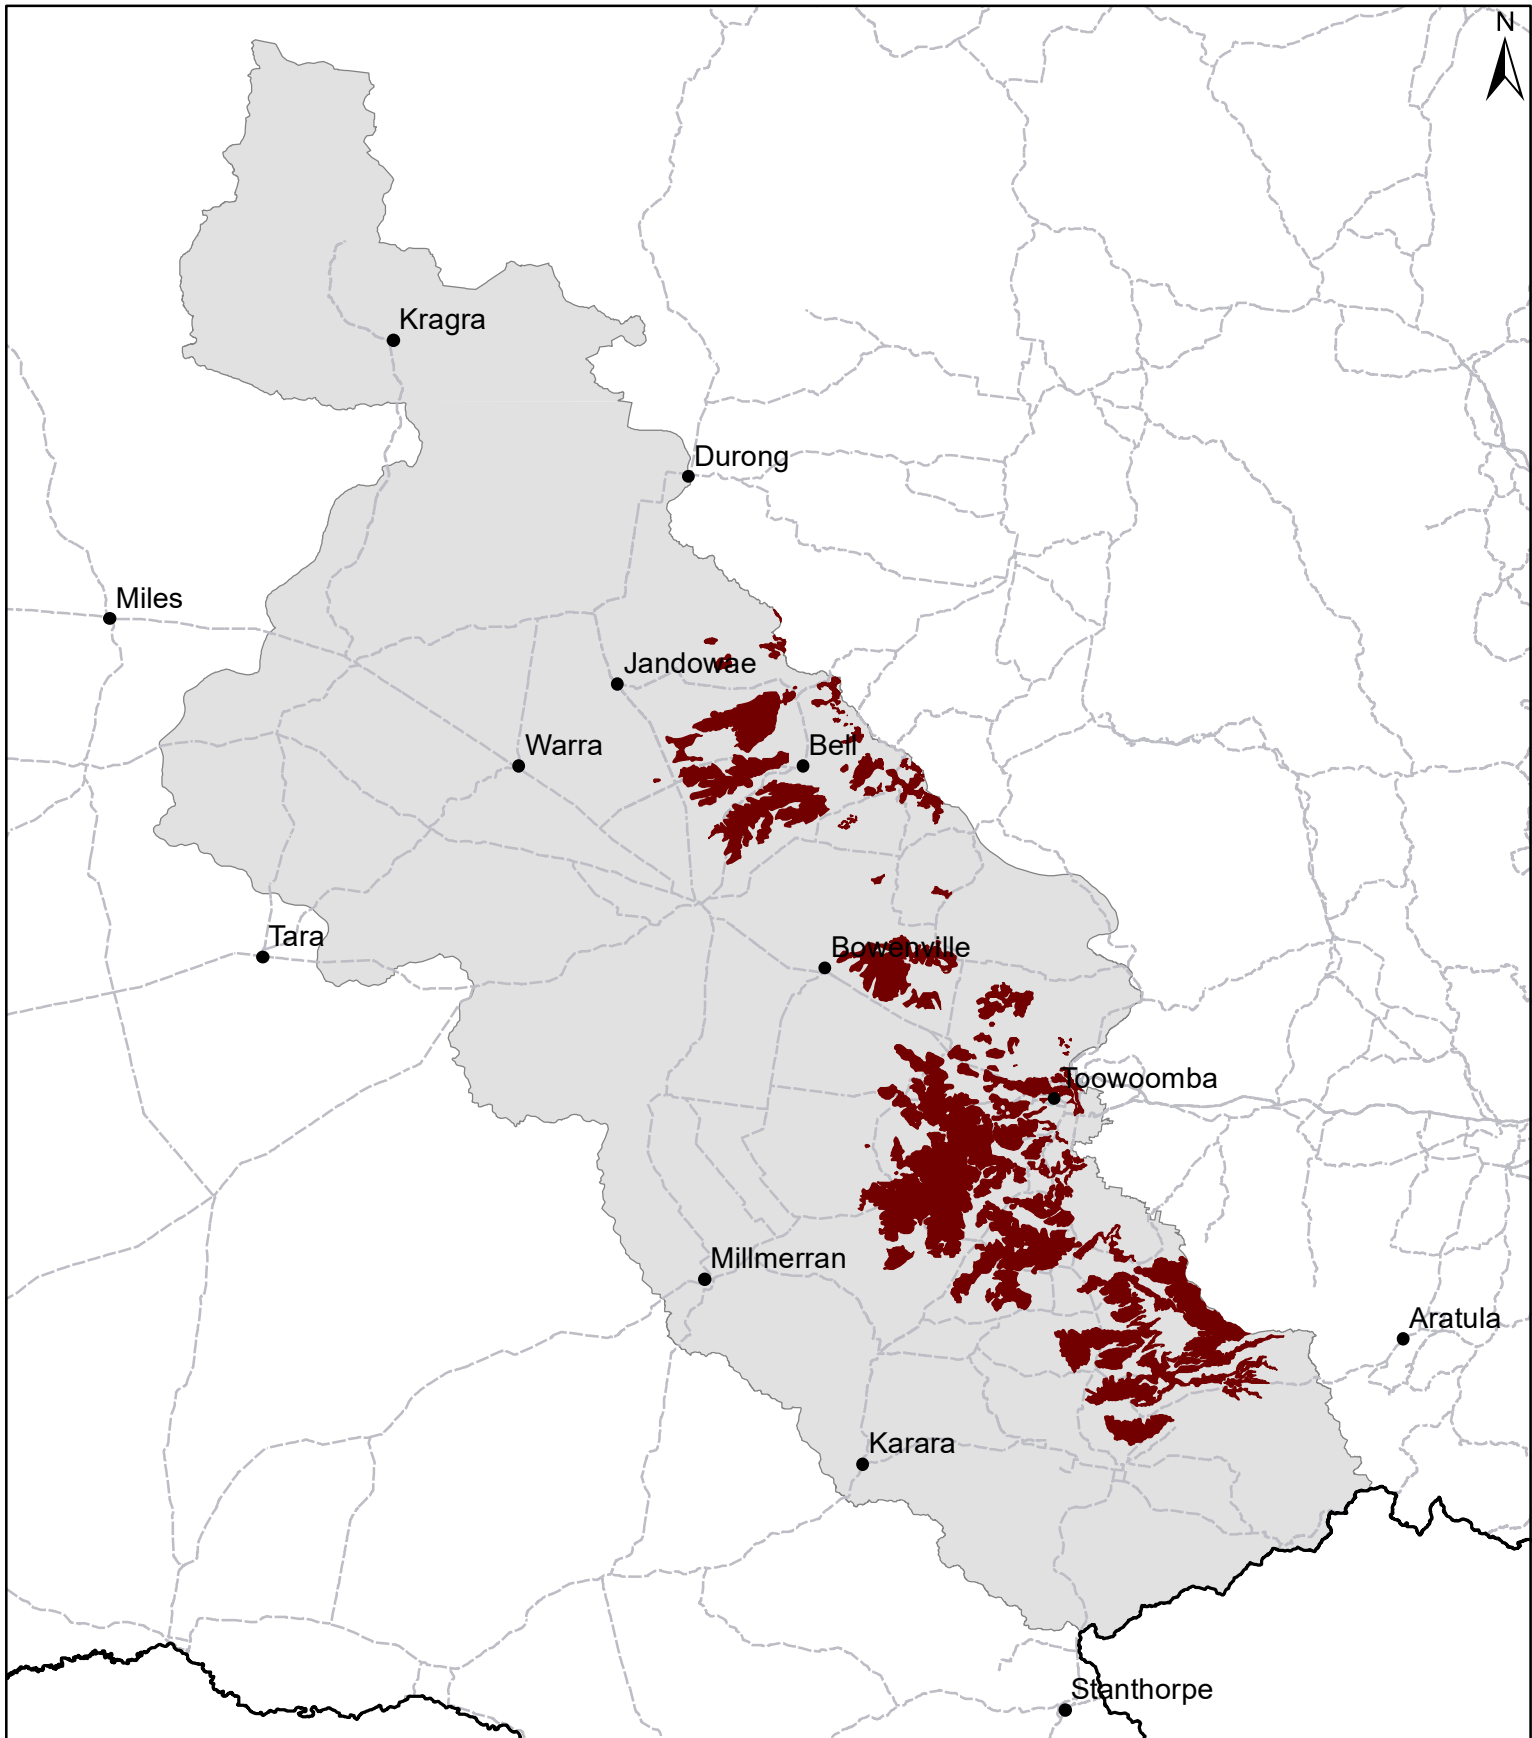 N
Kragra
Durong
Miles
Jandowae
Warra
Bell
Tara
Bowenville
Toowoomba
Millmerran
Aratula
Karara
Stanthorpe